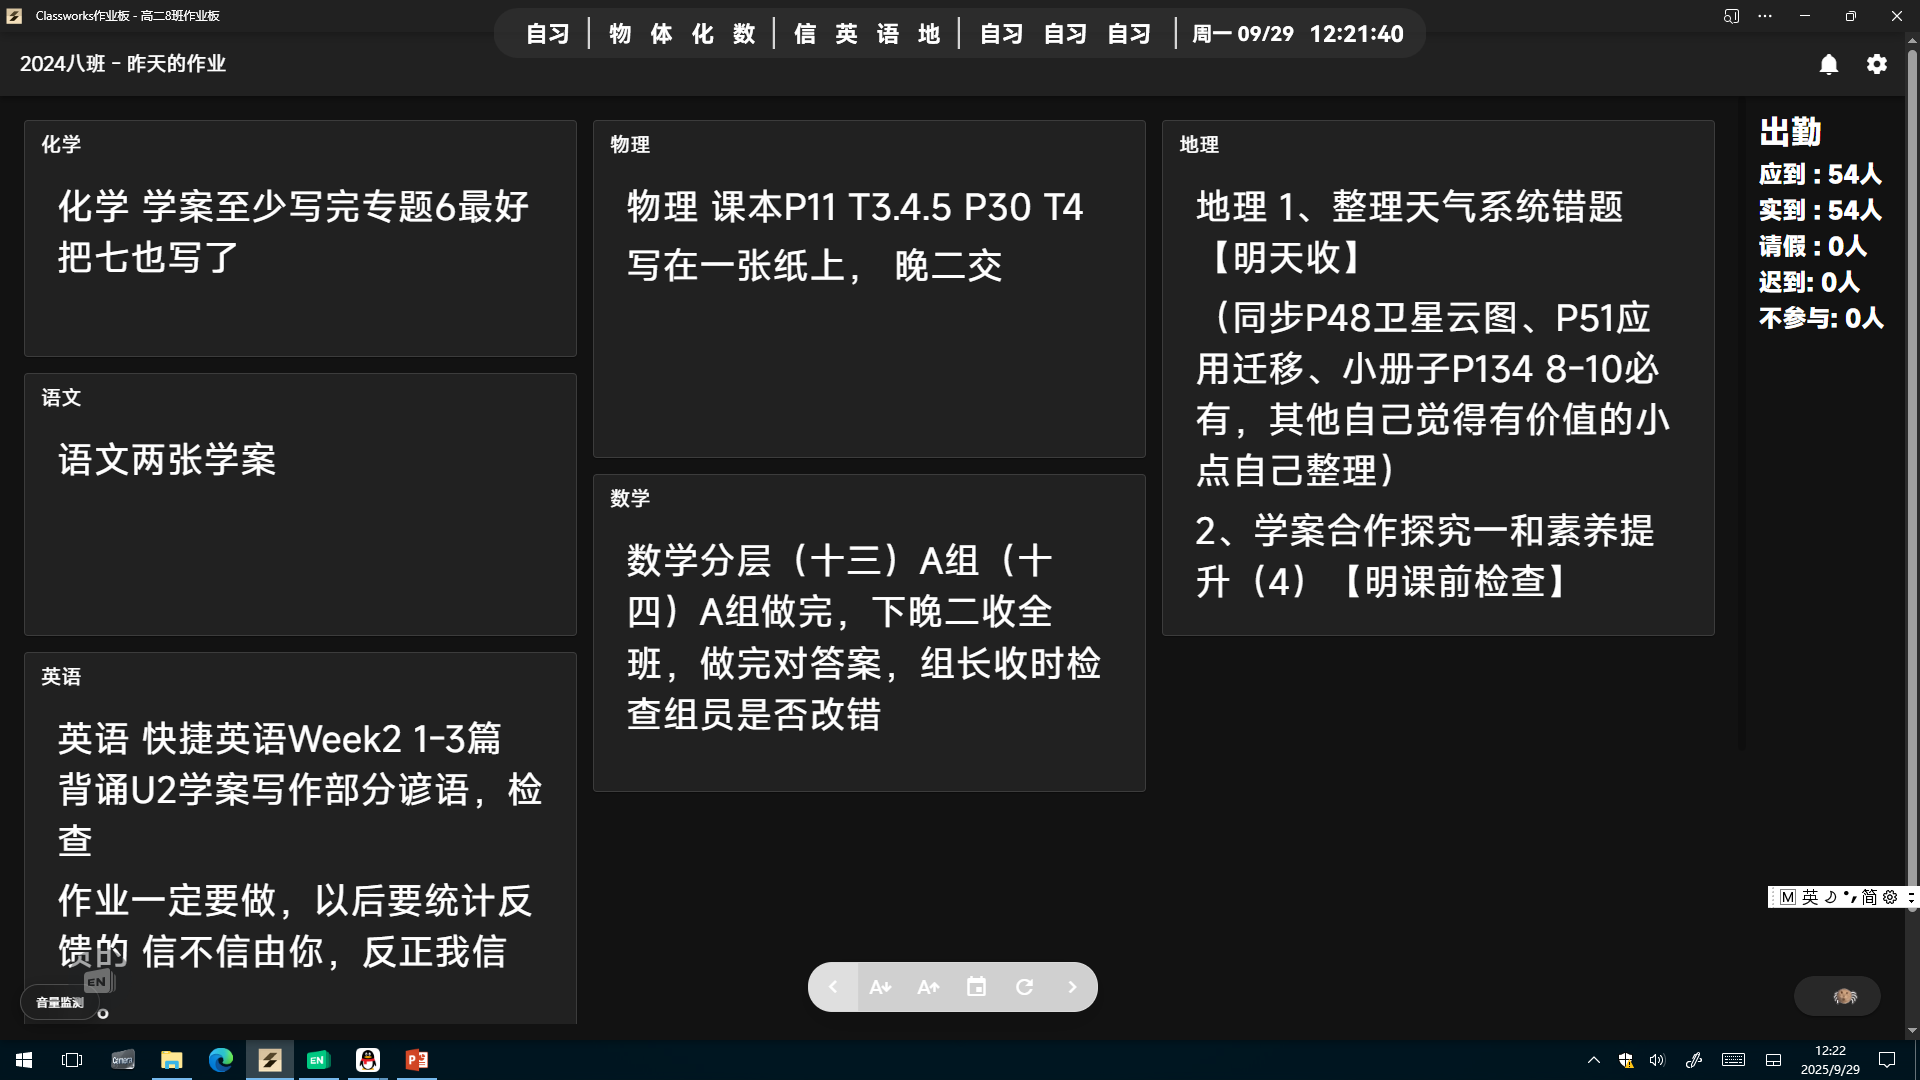 Classworks作业板 - 高二8班作业板
自习 | 物 体 化 数 | 信 英 语 地 | 自习 自习 自习 | 周一 09/29 12:21:40
2024八班 - 昨天的作业
化学
化学 学案至少写完专题6最好
把七也写了
语文
语文两张学案
英语
英语 快捷英语Week2 1-3篇
背诵U2学案写作部分谚语，检
查
作业一定要做，以后要统计反
馈的 信不信由你，反正我信
物理
物理 课本P11 T3.4.5 P30 T4
写在一张纸上， 晚二交
数学
数学分层（十三）A组（十
四）A组做完，下晚二收全
班，做完对答案，组长收时检
查组员是否改错
地理
地理 1、整理天气系统错题
【明天收】
（同步P48卫星云图、P51应
用迁移、小册子P134 8-10必
有，其他自己觉得有价值的小
点自己整理）
2、学案合作探究一和素养提
升（4）【明课前检查】
出勤
应到 : 54人
实到 : 54人
请假 : 0人
迟到: 0人
不参与: 0人
M 英 简
EN
音量监测
A A
EN
12:22
2025/9/29